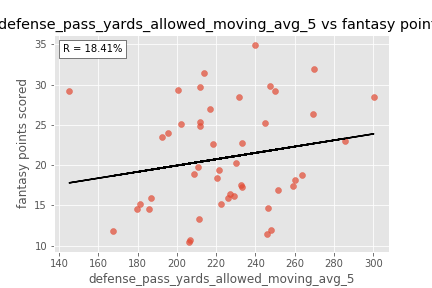 defense_pass_yards_allowed_moving_avg_5 vs fantasy poin
R = 18.41%
35
30
25
20
15
10
fantasy points scored
140 160 180 200 220 240 260 280 300
defense_pass_yards_allowed_moving_avg_5